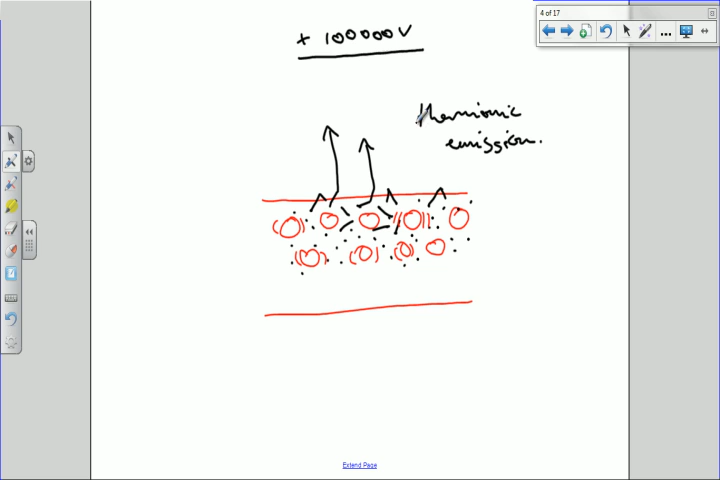 4 of 17
+ 100000V
thermionic
emission.
Extend Page